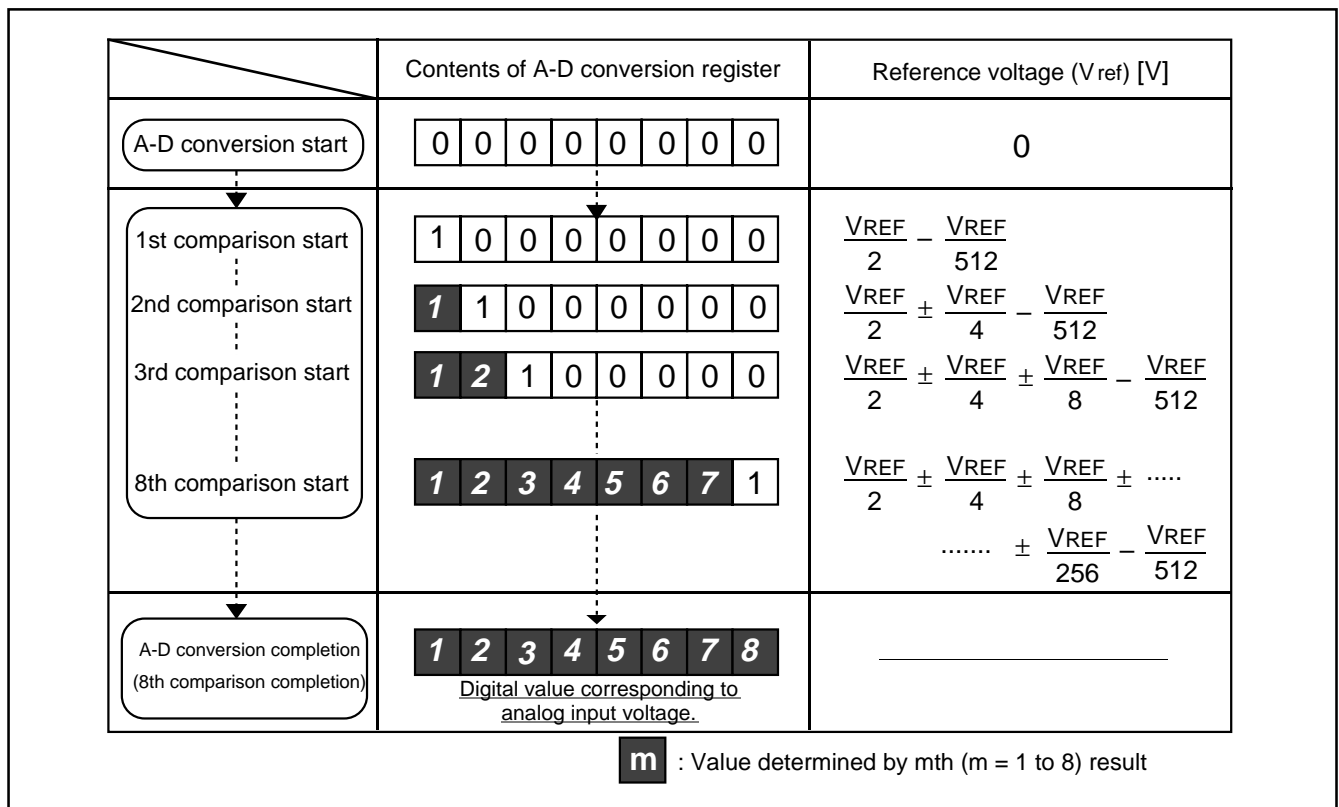 Contents of A-D conversion register
Reference voltage (Vref) [V]
A-D conversion start
0 0 0 0 0 0 0 0
0
1st comparison start
1 0 0 0 0 0 0 0
VREF/2 – VREF/512
2nd comparison start
1 1 0 0 0 0 0 0
VREF/2 ± VREF/4 – VREF/512
3rd comparison start
1 2 1 0 0 0 0 0
VREF/2 ± VREF/4 ± VREF/8 – VREF/512
8th comparison start
1 2 3 4 5 6 7 1
VREF/2 ± VREF/4 ± VREF/8 ± .....
....... ± VREF/256 – VREF/512
A-D conversion completion
(8th comparison completion)
1 2 3 4 5 6 7 8
Digital value corresponding to
analog input voltage.
m : Value determined by mth (m = 1 to 8) result